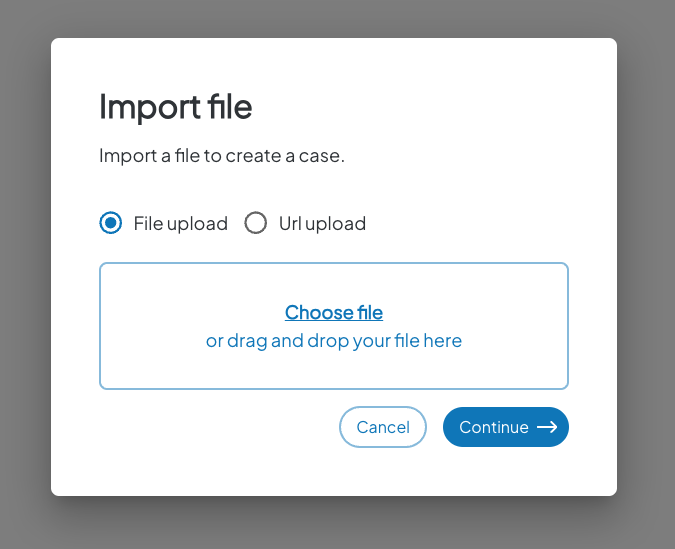 Import file
Import a file to create a case.
File upload
Url upload
Choose file
or drag and drop your file here
Cancel
Continue